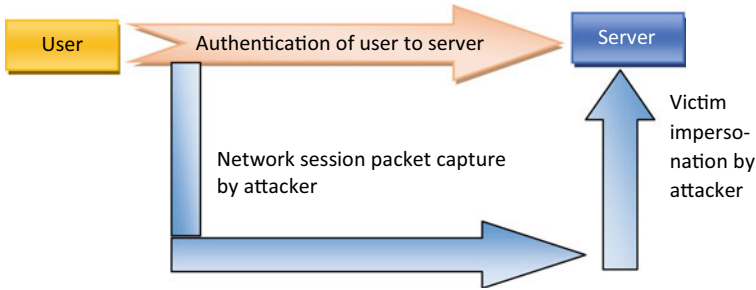 User
Authentication of user to server
Server
Network session packet capture
by attacker
Victim
imperso-
nation by
attacker